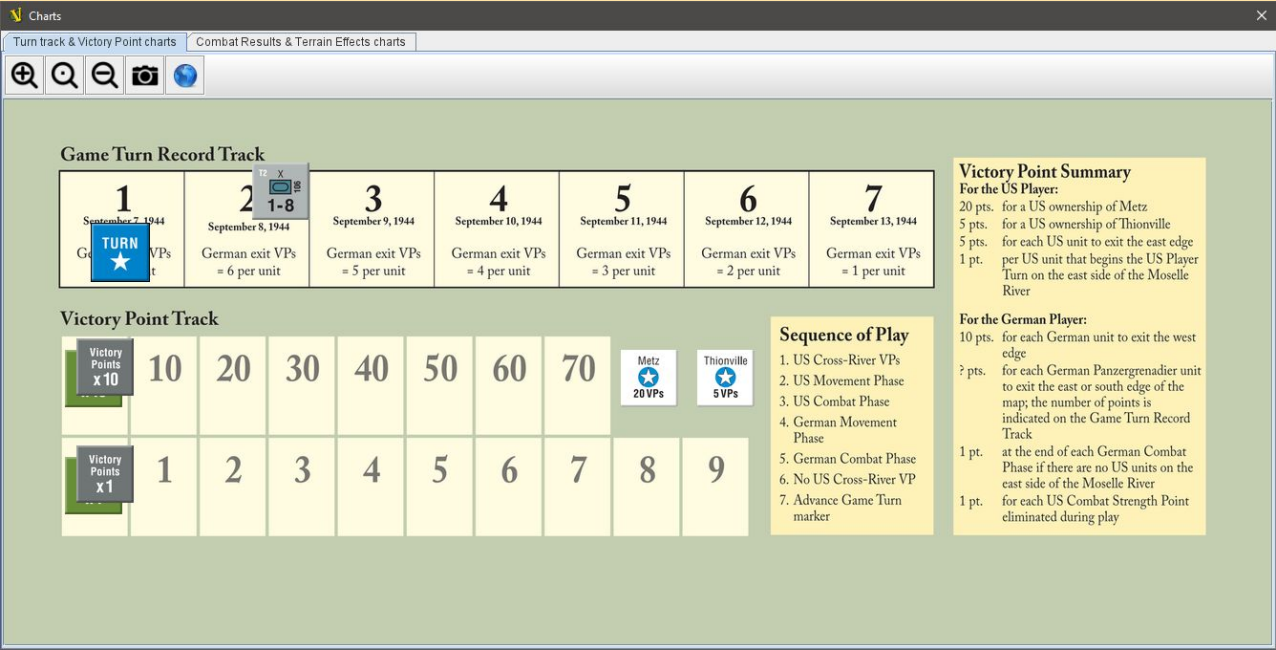 Charts
Turn track & Victory Point charts
Combat Results & Terrain Effects charts
Game Turn Record Track
1
September 7, 1944
TURN
VPs
2
September 8, 1944
German exit VPs
= 6 per unit
T2
X
106
1-8
3
September 9, 1944
German exit VPs
= 5 per unit
4
September 10, 1944
German exit VPs
= 4 per unit
5
September 11, 1944
German exit VPs
= 3 per unit
6
September 12, 1944
German exit VPs
= 2 per unit
7
September 13, 1944
German exit VPs
= 1 per unit
Victory Point Track
Victory
Points
x10
10
20
30
40
50
60
70
Metz
20 VPs
Thionville
5 VPs
Victory
Points
x1
1
2
3
4
5
6
7
8
9
Sequence of Play
1. US Cross-River VPs
2. US Movement Phase
3. US Combat Phase
4. German Movement
Phase
5. German Combat Phase
6. No US Cross-River VP
7. Advance Game Turn
marker
Victory Point Summary
For the US Player:
20 pts. for a US ownership of Metz
5 pts. for a US ownership of Thionville
5 pts. for each US unit to exit the east edge
1 pt. per US unit that begins the US Player
Turn on the east side of the Moselle
River
For the German Player:
10 pts. for each German unit to exit the west
edge
? pts. for each German Panzergrenadier unit
to exit the east or south edge of the
map; the number of points is
indicated on the Game Turn Record
Track
1 pt. at the end of each German Combat
Phase if there are no US units on the
east side of the Moselle River
1 pt. for each US Combat Strength Point
eliminated during play